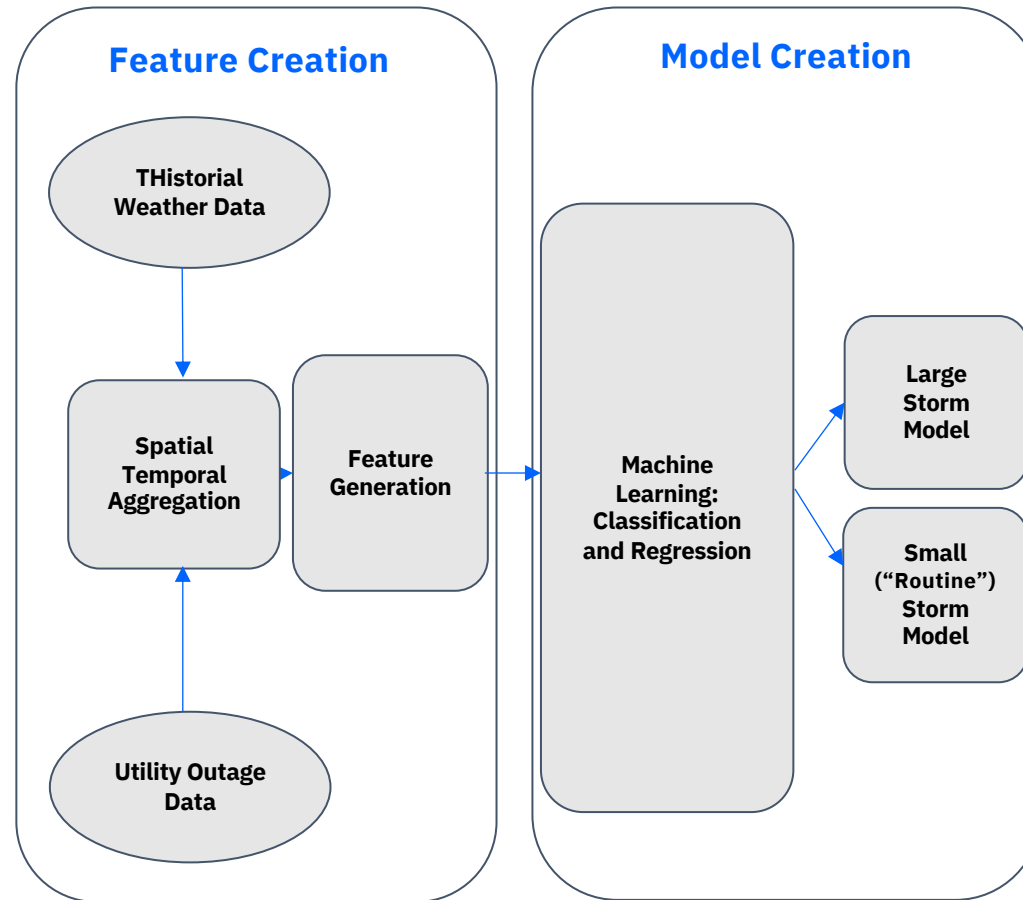 Feature Creation
THistorial
Weather Data
Spatial
Temporal
Aggregation
Feature
Generation
Utility Outage
Data
Model Creation
Machine
Learning:
Classification
and Regression
Large
Storm
Model
Small
(“Routine”)
Storm
Model